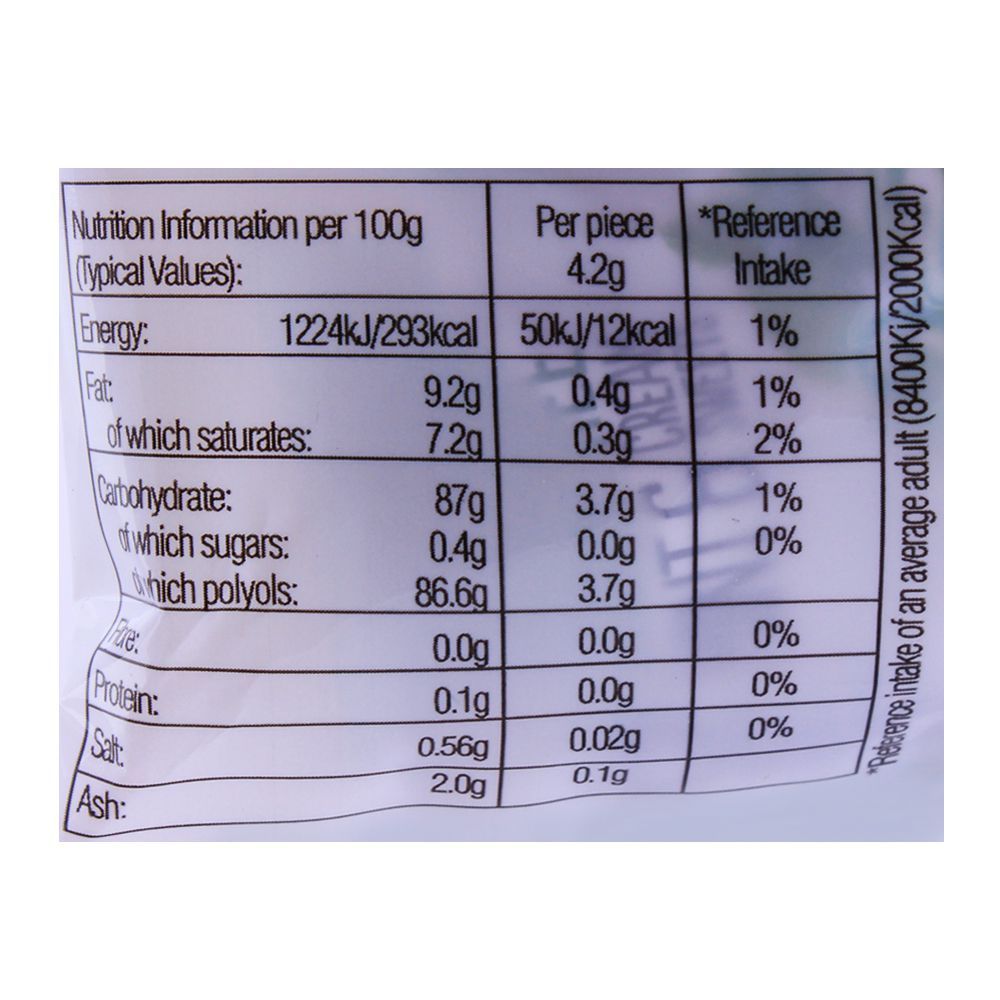 Nutrition Information per 100g Per piece *Reference
(Typical Values): 4.2g Intake
Energy: 1224kJ/293kcal 50kJ/12kcal 1%
Fat: 9.2g 0.4g 1%
of which saturates: 7.2g 0.3g 2%
Carbohydrate: 87g 3.7g 1%
of which sugars: 0.4g 0.0g 0%
of which polyols: 86.6g 3.7g
Fibre: 0.0g 0.0g 0%
Protein: 0.1g 0.0g 0%
Salt: 0.56g 0.02g 0%
Ash: 2.0g 0.1g
*Reference intake of an average adult (8400Kj/2000Kcal)